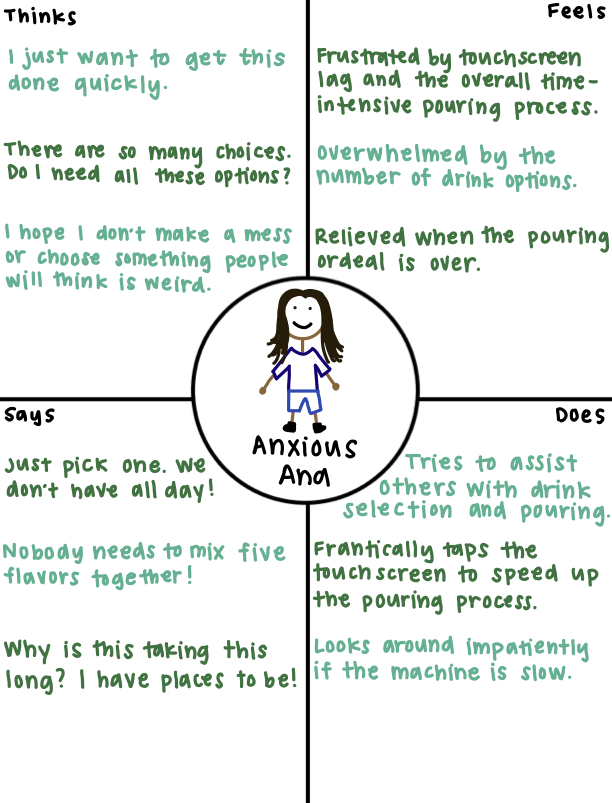 Thinks
I just want to get this
done quickly.
There are so many choices.
Do I need all these options?
I hope I don't make a mess
or choose something people
will think is weird.
Feels
Frustrated by touchscreen
lag and the overall time-
intensive pouring process.
Overwhelmed by the
number of drink options.
Relieved when the pouring
ordeal is over.
Anxious
Ana
Says
Just pick one. We
don't have all day!
Nobody needs to mix five
flavors together!
Why is this taking this
long? I have places to be!
Does
Tries to assist
others with drink
selection and pouring.
Frantically taps the
touchscreen to speed up
the pouring process.
Looks around impatiently
if the machine is slow.